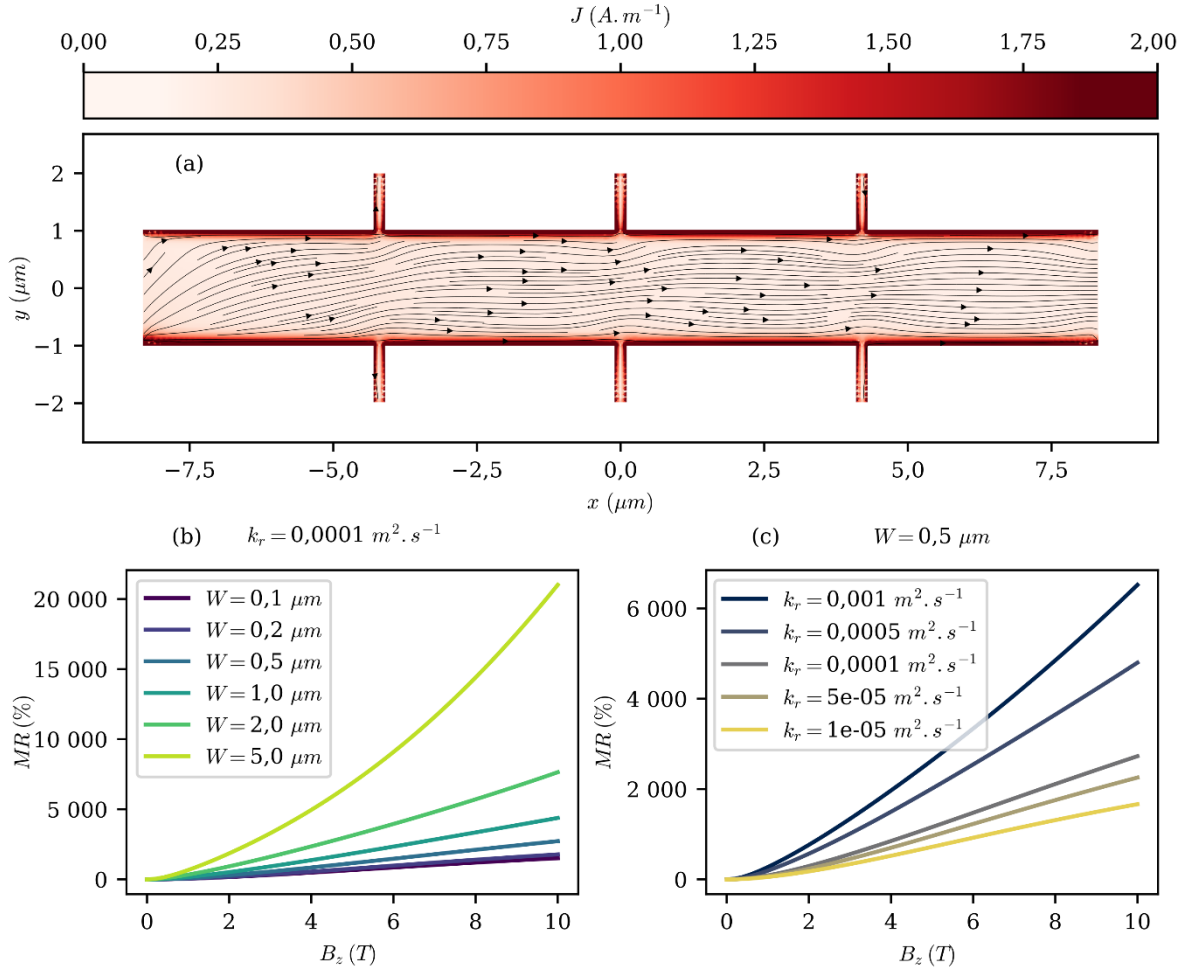 J (A.m⁻¹)
0,00 0,25 0,50 0,75 1,00 1,25 1,50 1,75 2,00
(a)
2
1
0
−1
−2
y (μm)
−7,5 −5,0 −2,5 0,0 2,5 5,0 7,5
x (μm)
(b) k_r = 0,0001 m².s⁻¹
W = 0,1 μm
W = 0,2 μm
W = 0,5 μm
W = 1,0 μm
W = 2,0 μm
W = 5,0 μm
20 000
15 000
10 000
5 000
0
MR (%)
0 2 4 6 8 10
B_z (T)
(c) W = 0,5 μm
k_r = 0,001 m².s⁻¹
k_r = 0,0005 m².s⁻¹
k_r = 0,0001 m².s⁻¹
k_r = 5e-05 m².s⁻¹
k_r = 1e-05 m².s⁻¹
6 000
4 000
2 000
0
MR (%)
0 2 4 6 8 10
B_z (T)